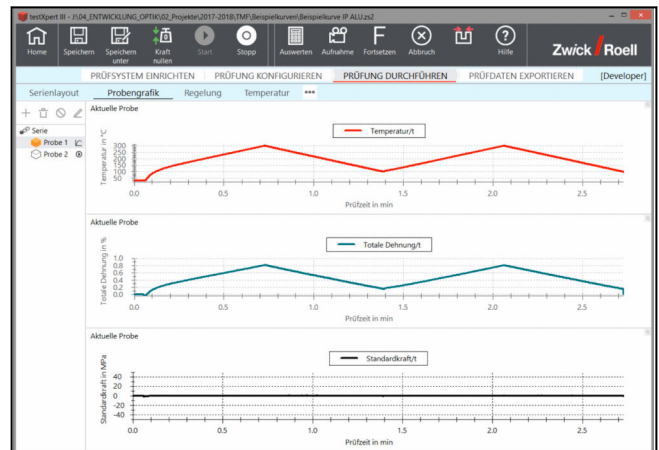 testXpert III - J:\04_ENTWICKLUNG_OPTIK\02_Projekte\2017-2018\TMF\Beispielkurven\Beispielkurve IP ALU.zs2
Home Speichern Speichern unter Kraft nullen Start Stopp Auswerten Aufnahme Fortsetzen Abbruch Hilfe Zwick Roell
PRÜFSYSTEM EINRICHTEN PRÜFUNG KONFIGURIEREN PRÜFUNG DURCHFÜHREN PRÜFDATEN EXPORTIEREN [Developer]
Serienlayout Probengrafik Regelung Temperatur •••
Serie
Probe 1
Probe 2
Aktuelle Probe
Temperatur/t
Temperatur in °C
300
250
200
150
100
50
0.0 0.5 1.0 1.5 2.0 2.5
Prüfzeit in min
Aktuelle Probe
Totale Dehnung/t
Totale Dehnung in %
1.0
0.8
0.6
0.4
0.2
0.0
0.0 0.5 1.0 1.5 2.0 2.5
Prüfzeit in min
Aktuelle Probe
Standardkraft/t
Standardkraft in MPa
40
20
0
-20
-40
0.0 0.5 1.0 1.5 2.0 2.5
Prüfzeit in min